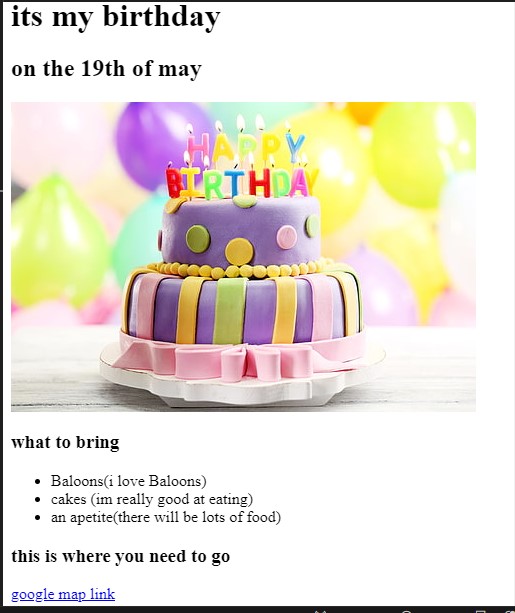 its my birthday
on the 19th of may
HAPPY
BIRTHDAY
what to bring
Baloons(i love Baloons)
cakes (im really good at eating)
an apetite(there will be lots of food)
this is where you need to go
google map link